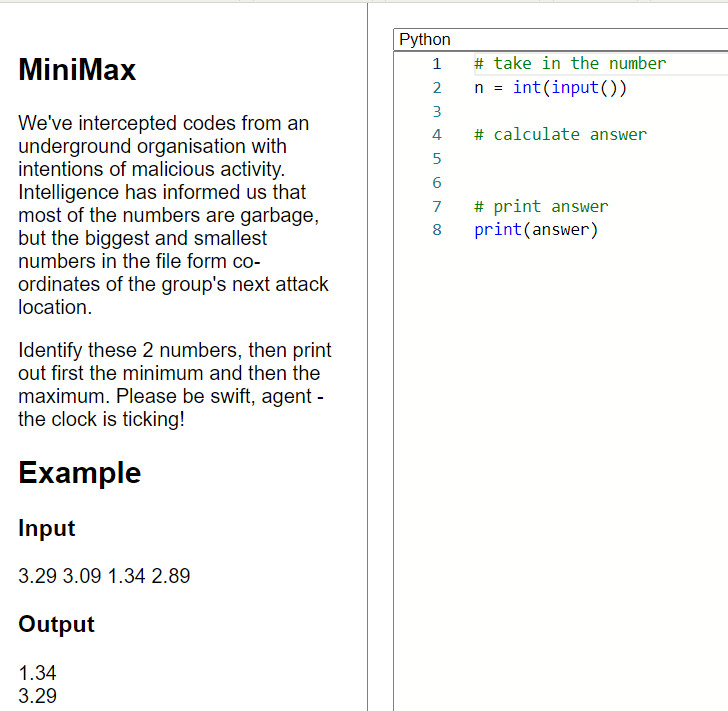 MiniMax
We've intercepted codes from an
underground organisation with
intentions of malicious activity.
Intelligence has informed us that
most of the numbers are garbage,
but the biggest and smallest
numbers in the file form co-
ordinates of the group's next attack
location.
Identify these 2 numbers, then print
out first the minimum and then the
maximum. Please be swift, agent -
the clock is ticking!
Example
Input
3.29 3.09 1.34 2.89
Output
1.34
3.29
Python
1 # take in the number
2 n = int(input())
3
4 # calculate answer
5
6
7 # print answer
8 print(answer)